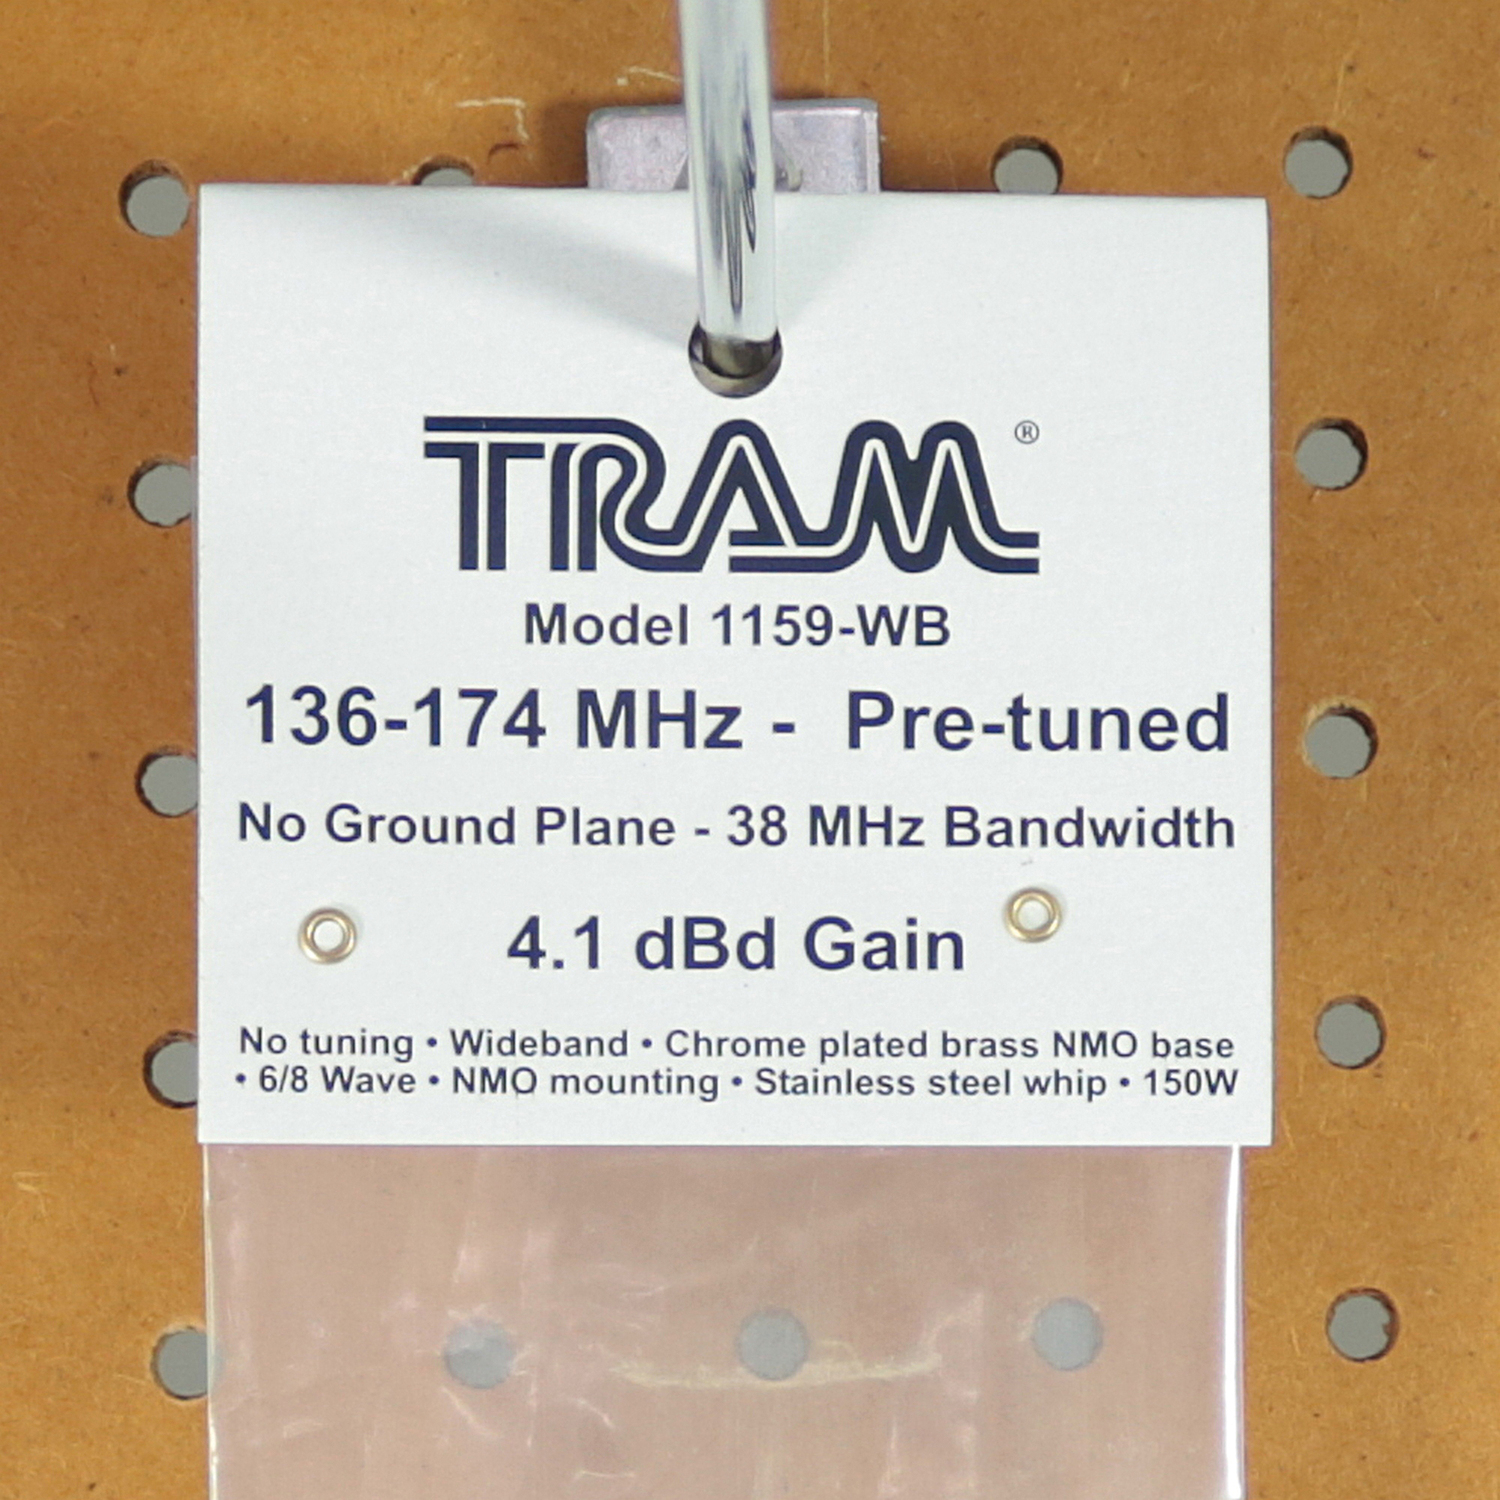 TRAM®
Model 1159-WB
136-174 MHz - Pre-tuned
No Ground Plane - 38 MHz Bandwidth
4.1 dBd Gain
No tuning • Wideband • Chrome plated brass NMO base
• 6/8 Wave • NMO mounting • Stainless steel whip • 150W